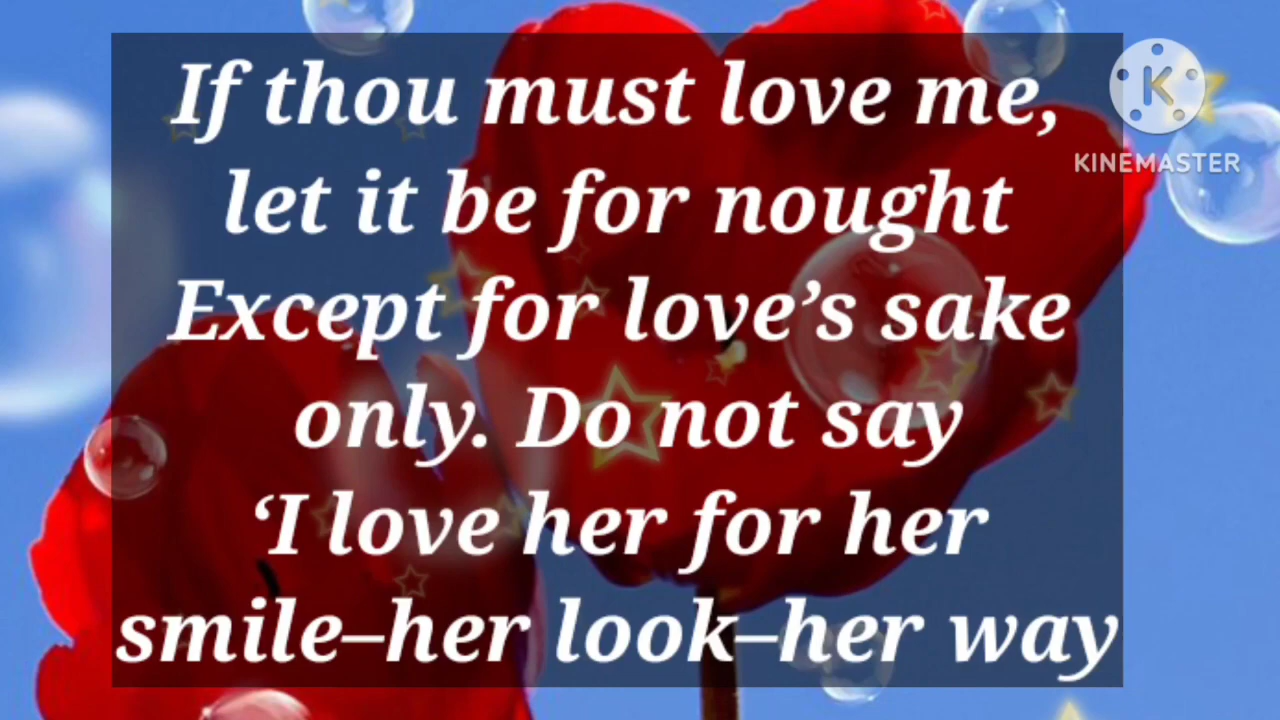 If thou must love me,
let it be for nought
Except for love’s sake
only. Do not say
‘I love her for her
smile–her look–her way
KINEMASTER